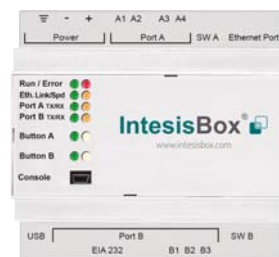 - + A1 A2 A3 A4
Power Port A SW A Ethernet Port
Run / Error
Eth. Link/Spd
Port A TX/RX
Port B TX/RX
Button A
Button B
Console
IntesisBox®
www.intesisbox.com
USB Port B SW B
EIA 232 B1 B2 B3